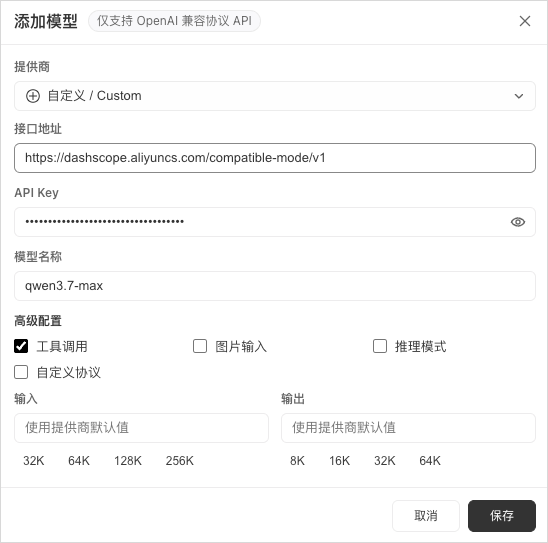 添加模型 仅支持 OpenAI 兼容协议 API
提供商
自定义 / Custom
接口地址
https://dashscope.aliyuncs.com/compatible-mode/v1
API Key
••••••••••••••••••••••••••••••••••••
模型名称
qwen3.7-max
高级配置
工具调用 图片输入 推理模式
自定义协议
输入 输出
使用提供商默认值 使用提供商默认值
32K 64K 128K 256K 8K 16K 32K 64K
取消 保存